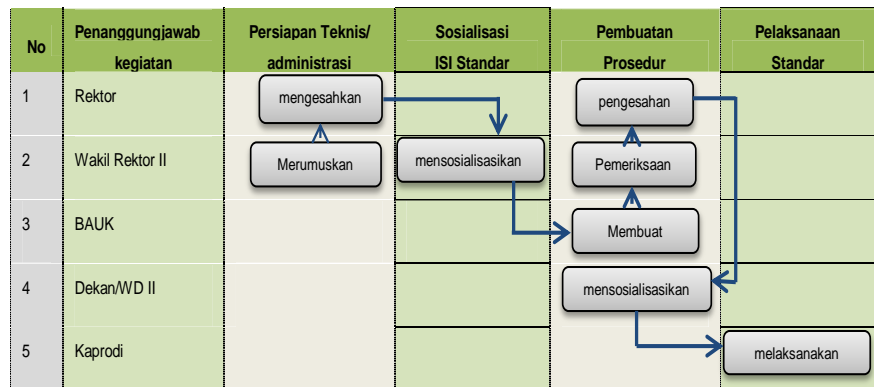 No
Penanggungjawab
kegiatan
Persiapan Teknis/
administrasi
Sosialisasi
ISI Standar
Pembuatan
Prosedur
Pelaksanaan
Standar
1 Rektor mengesahkan pengesahan
2 Wakil Rektor II Merumuskan mensosialisasikan Pemeriksaan
3 BAUK Membuat
4 Dekan/WD II mensosialisasikan
5 Kaprodi melaksanakan